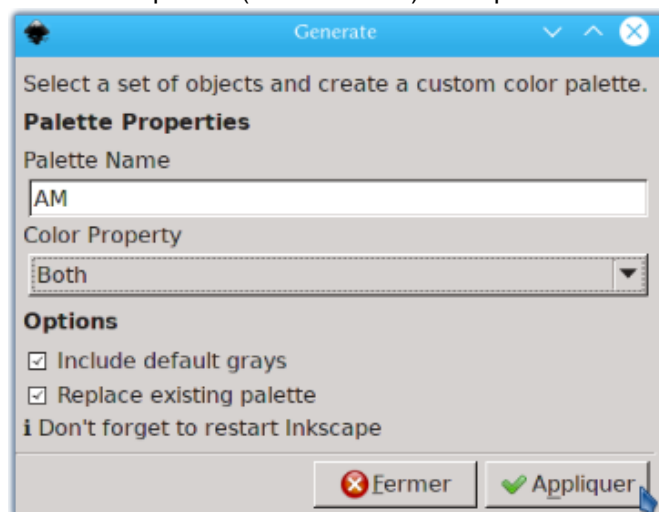 Generate
Select a set of objects and create a custom color palette.
Palette Properties
Palette Name
AM
Color Property
Both
Options
Include default grays
Replace existing palette
i Don't forget to restart Inkscape
Fermer Appliquer